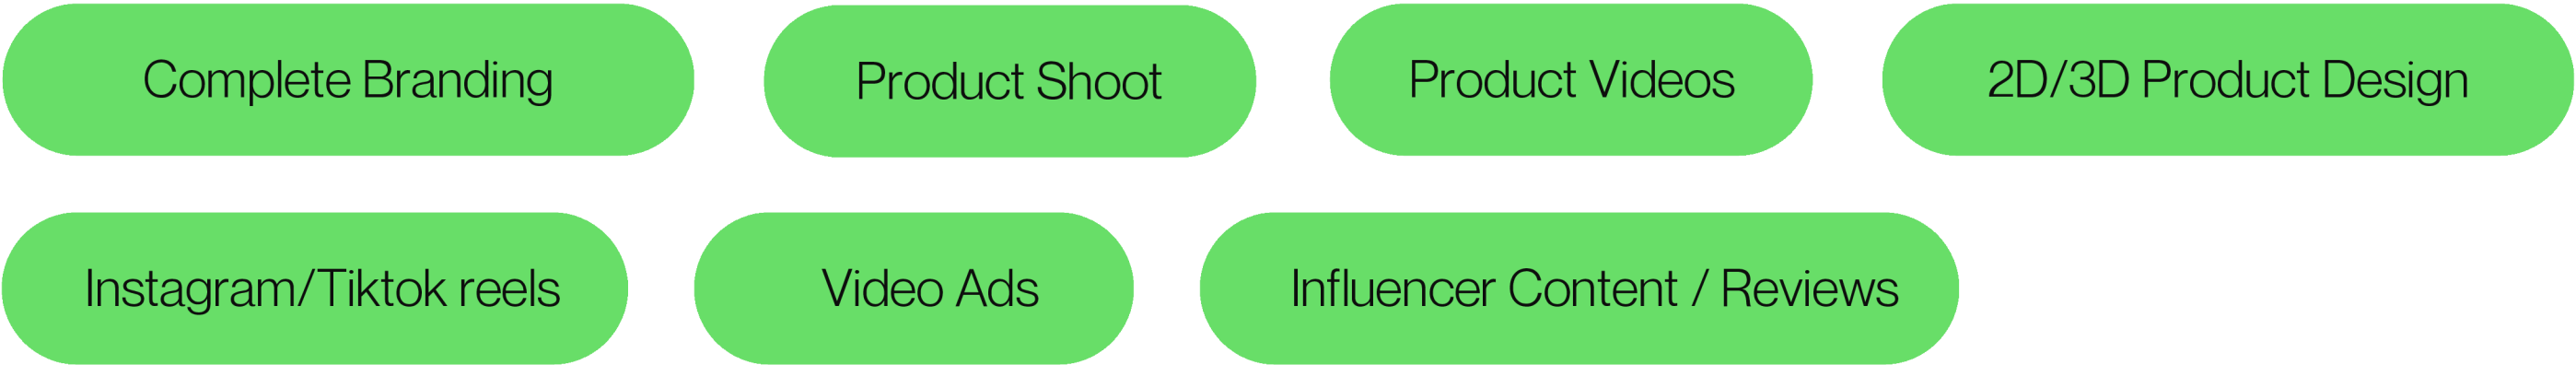 Complete Branding
Product Shoot
Product Videos
2D/3D Product Design
Instagram/Tiktok reels
Video Ads
Influencer Content / Reviews